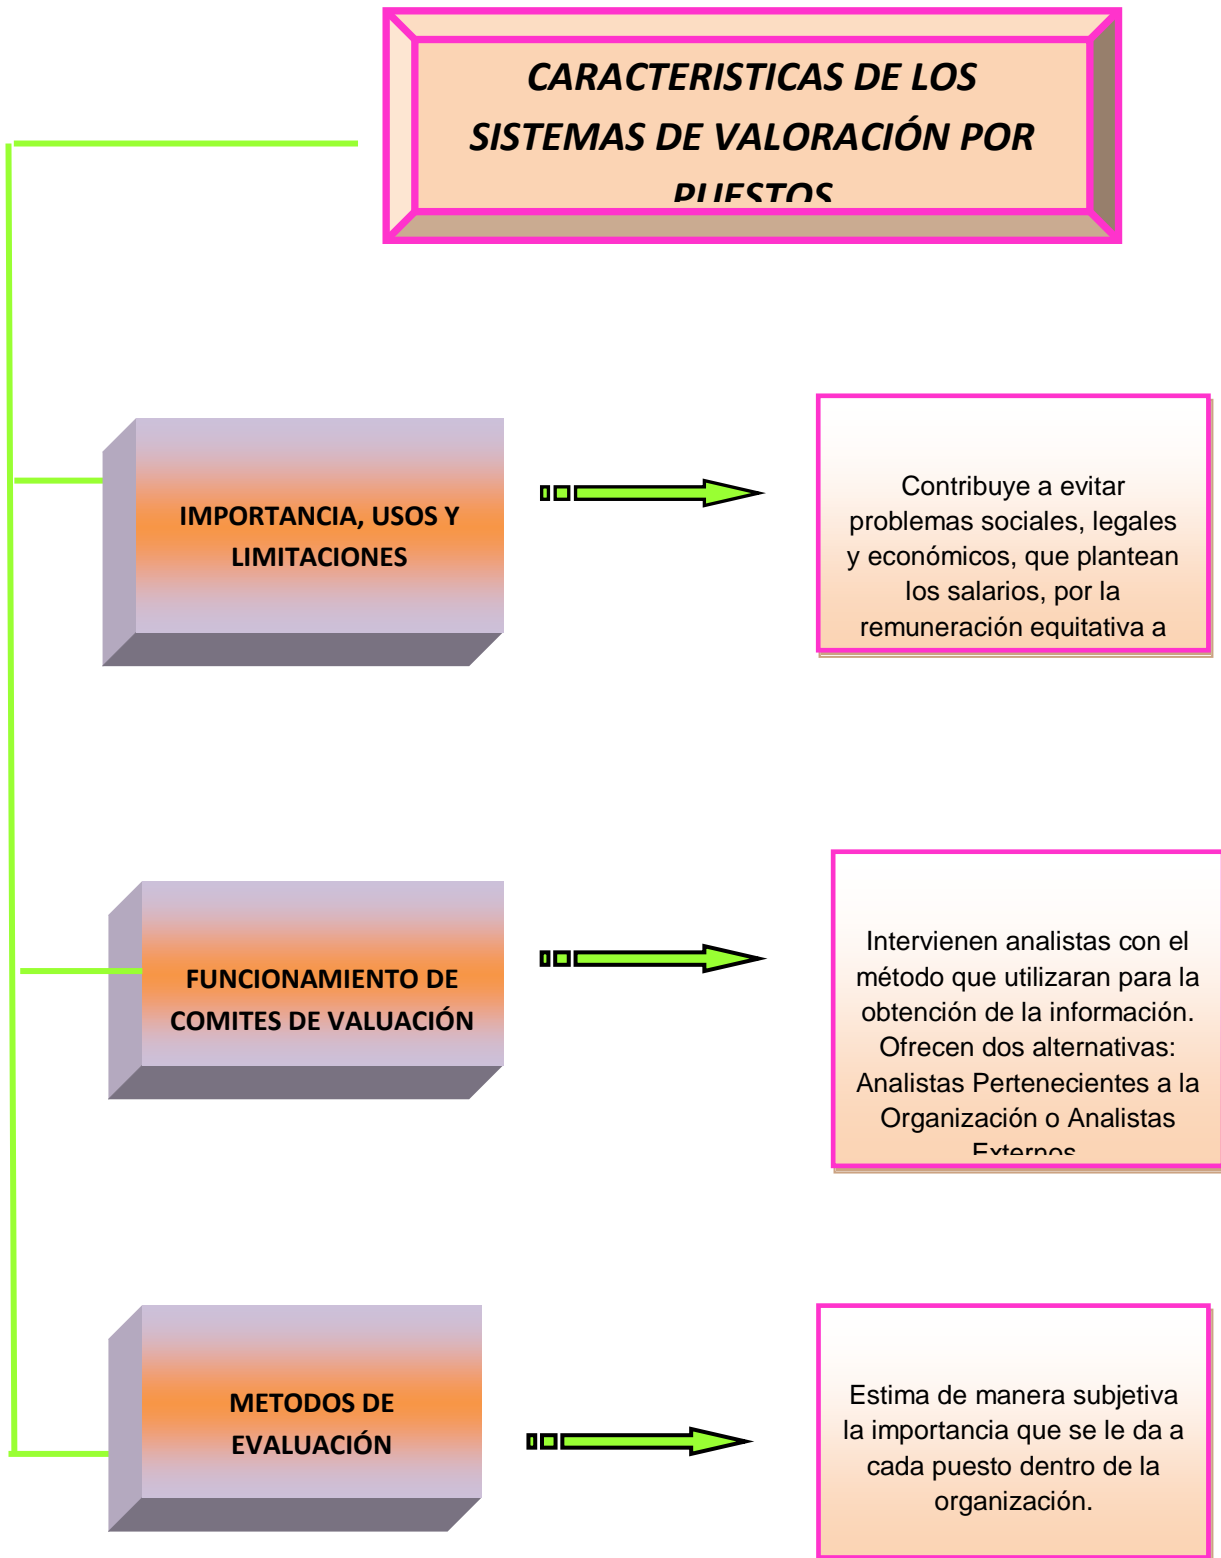 CARACTERISTICAS DE LOS
SISTEMAS DE VALORACIÓN POR
PUESTOS
IMPORTANCIA, USOS Y
LIMITACIONES
Contribuye a evitar
problemas sociales, legales
y económicos, que plantean
los salarios, por la
remuneración equitativa a
FUNCIONAMIENTO DE
COMITES DE VALUACIÓN
Intervienen analistas con el
método que utilizaran para la
obtención de la información.
Ofrecen dos alternativas:
Analistas Pertenecientes a la
Organización o Analistas
Externos
METODOS DE
EVALUACIÓN
Estima de manera subjetiva
la importancia que se le da a
cada puesto dentro de la
organización.